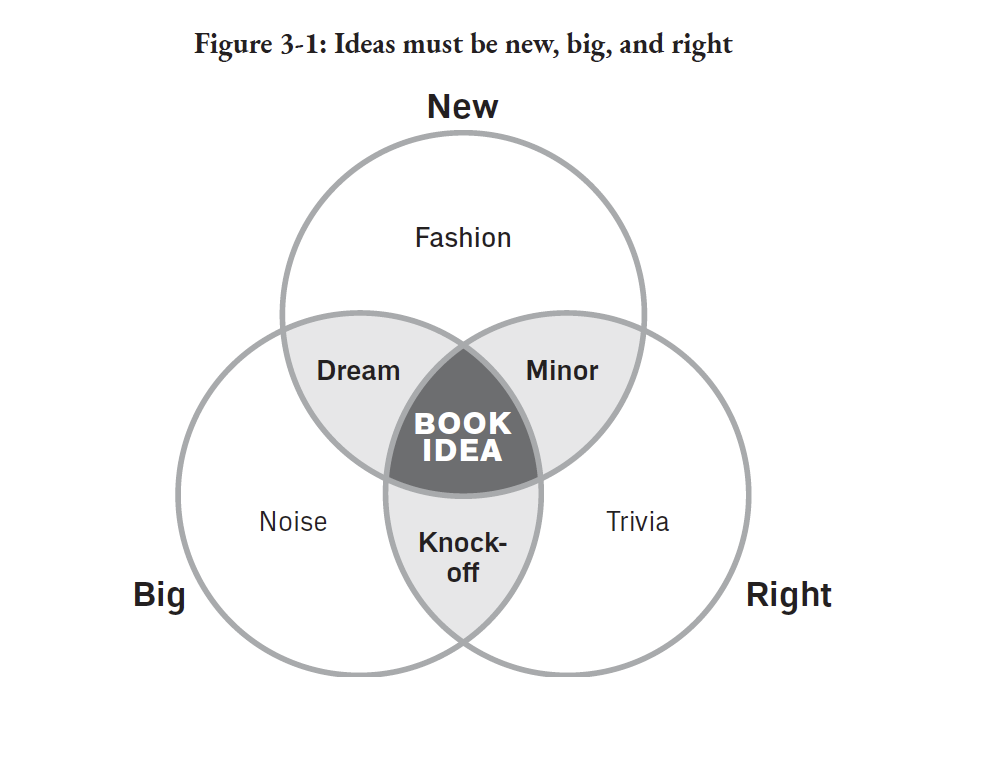 Figure 3-1: Ideas must be new, big, and right
New
Fashion
Dream
Minor
BOOK
IDEA
Noise
Trivia
Knock-
off
Big
Right